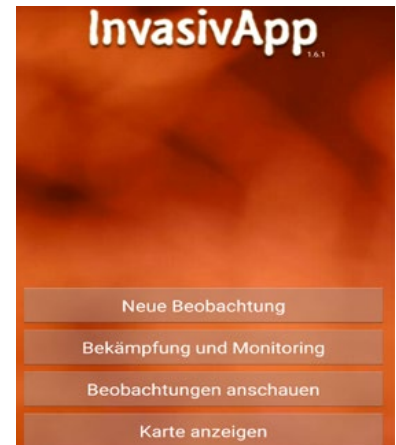 InvasivApp
1.6.1
Neue Beobachtung
Bekämpfung und Monitoring
Beobachtungen anschauen
Karte anzeigen